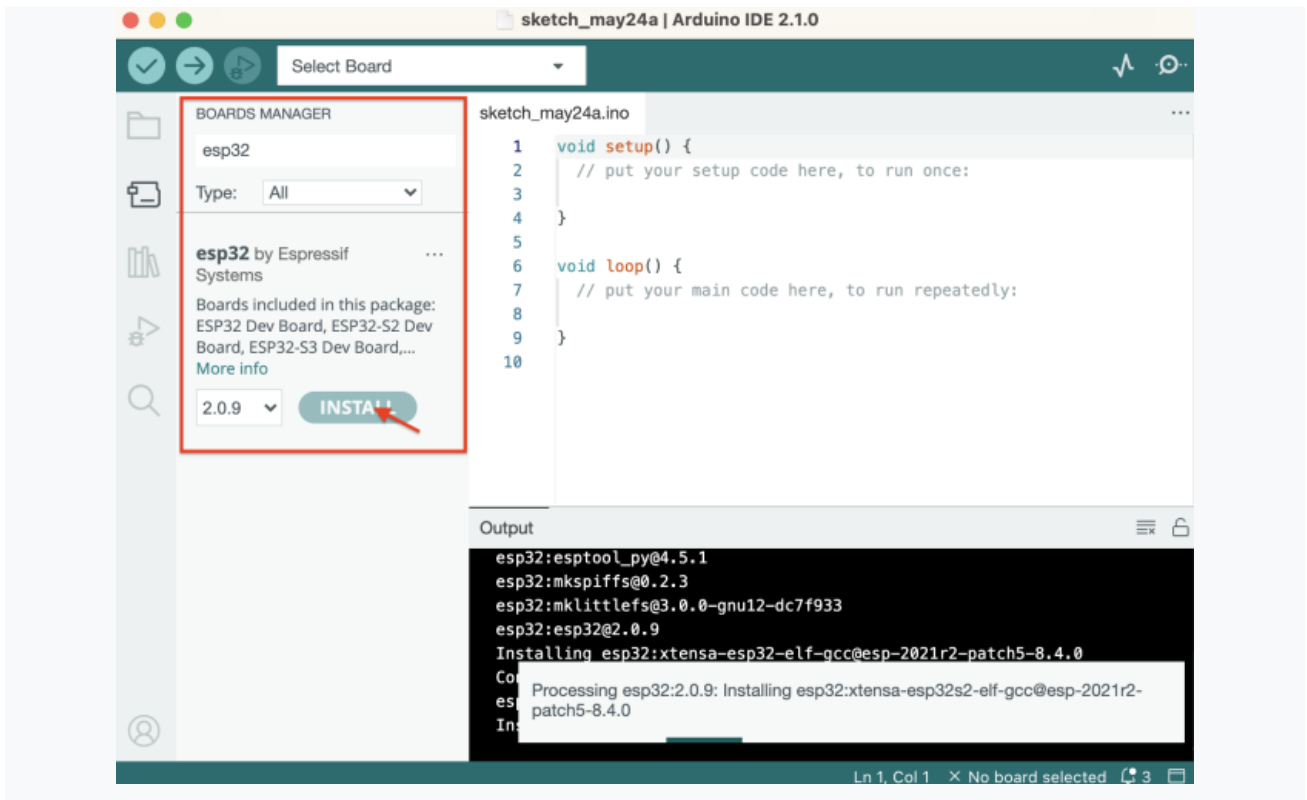 sketch_may24a | Arduino IDE 2.1.0
Select Board
BOARDS MANAGER
esp32
Type: All
esp32 by Espressif
Systems
Boards included in this package:
ESP32 Dev Board, ESP32-S2 Dev
Board, ESP32-S3 Dev Board,...
More info
2.0.9 INSTALL
sketch_may24a.ino
1 void setup() {
2 // put your setup code here, to run once:
3
4 }
5
6 void loop() {
7 // put your main code here, to run repeatedly:
8
9 }
10
Output
esp32:esptool_py@4.5.1
esp32:mkspiffs@0.2.3
esp32:mklittlefs@3.0.0-gnu12-dc7f933
esp32:esp32@2.0.9
Installing esp32:xtensa-esp32-elf-gcc@esp-2021r2-patch5-8.4.0
Processing esp32:2.0.9: Installing esp32:xtensa-esp32s2-elf-gcc@esp-2021r2-
patch5-8.4.0
Ln 1, Col 1 × No board selected 3